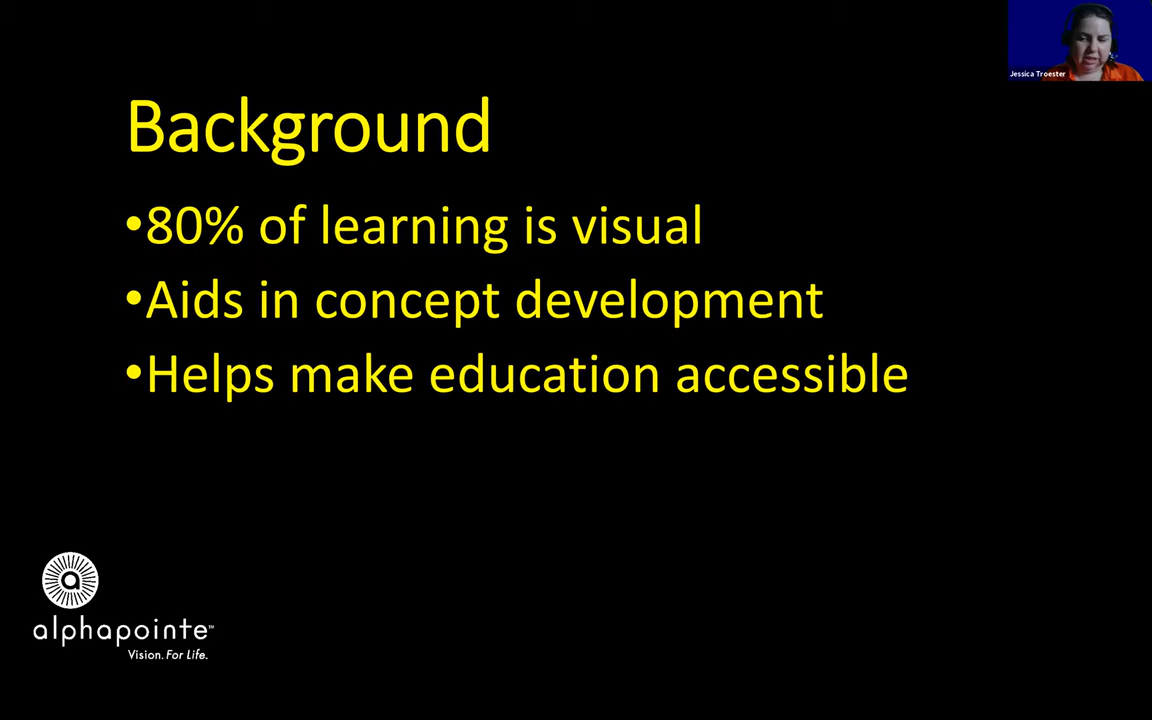 Jessica Troester
Background
•80% of learning is visual
•Aids in concept development
•Helps make education accessible
a
alphapointe™
Vision. For Life.